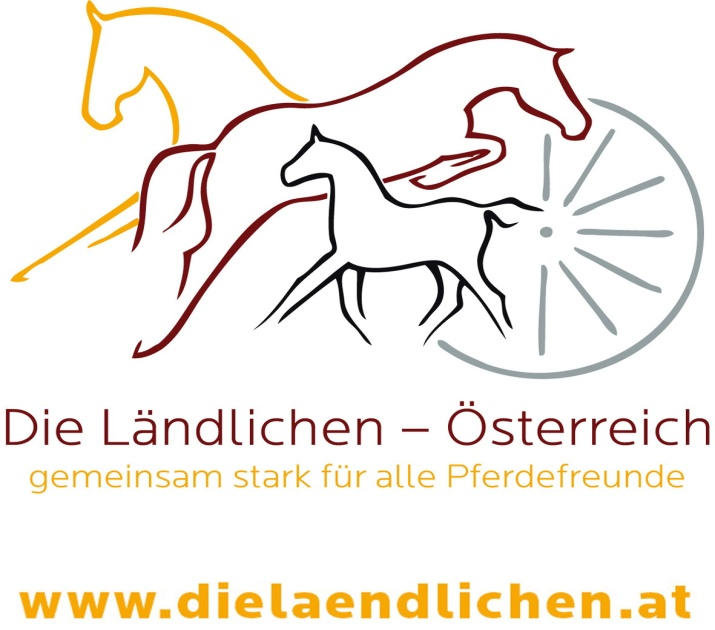 Die Ländlichen – Österreich
gemeinsam stark für alle Pferdefreunde
www.dielaendlichen.at